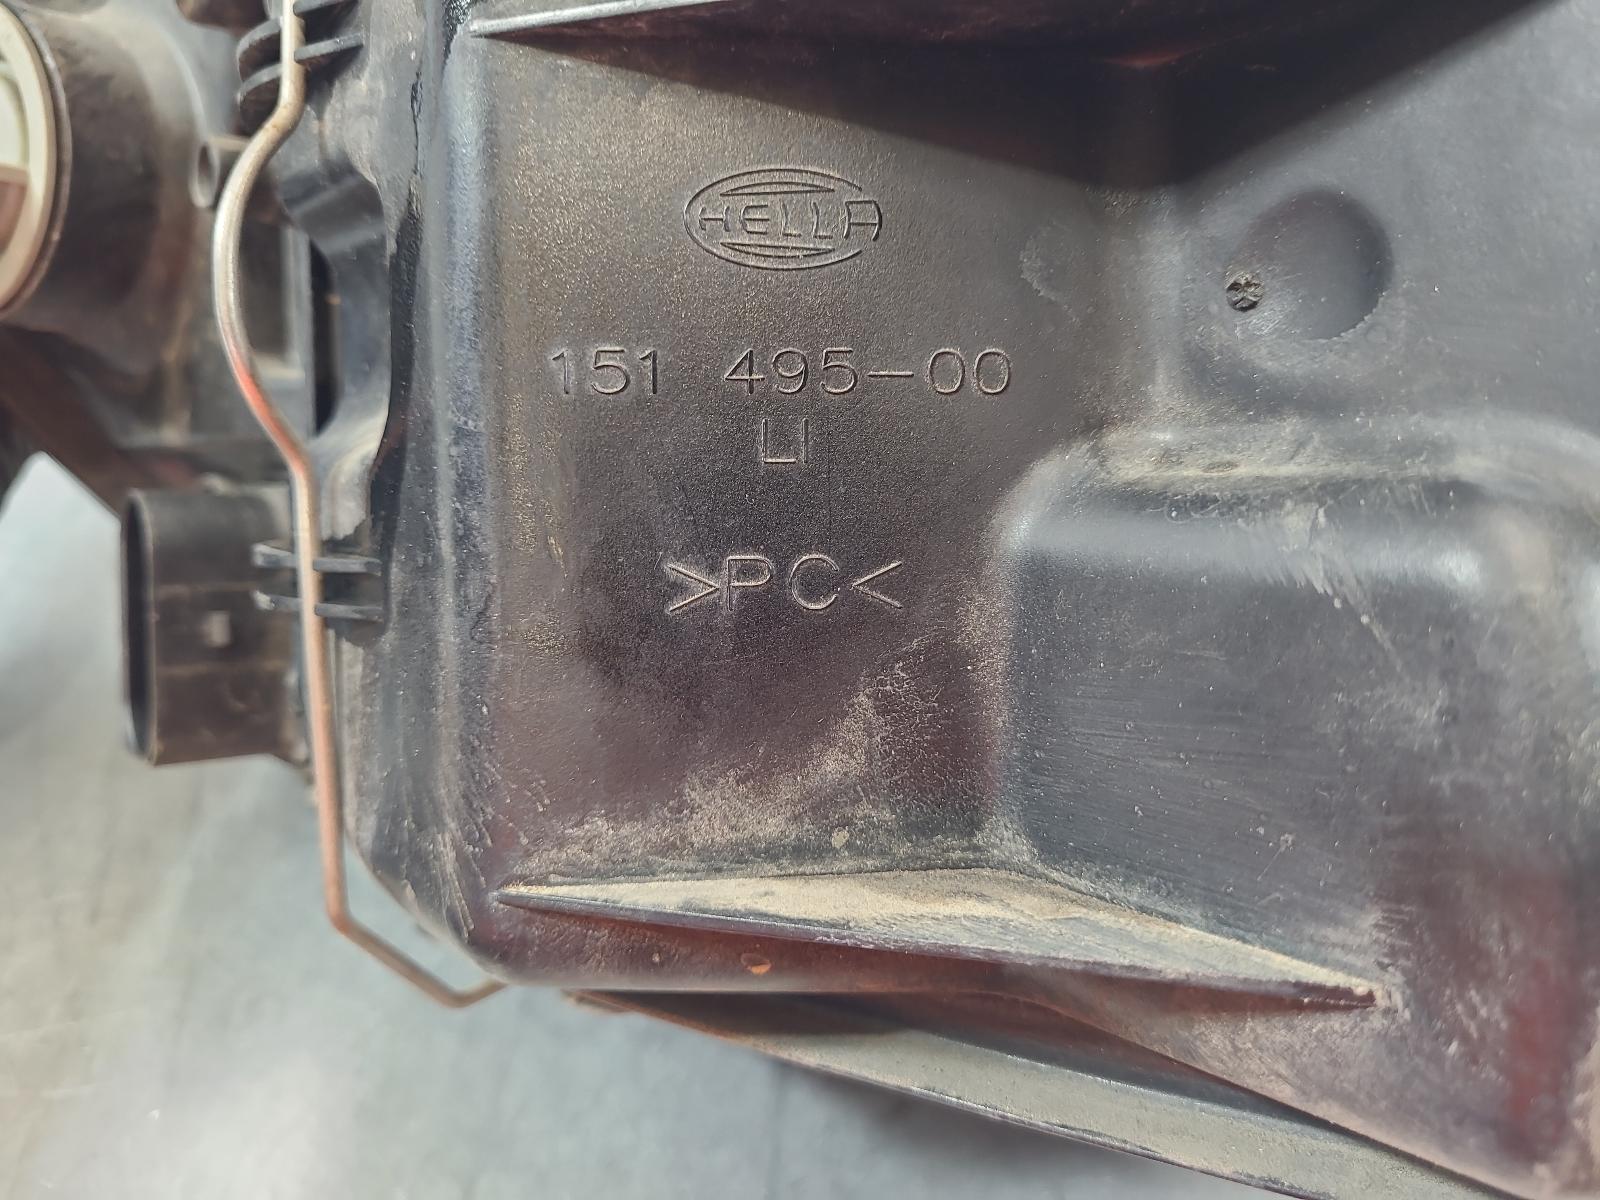 HELLA
151 495-00
LI
>PC<